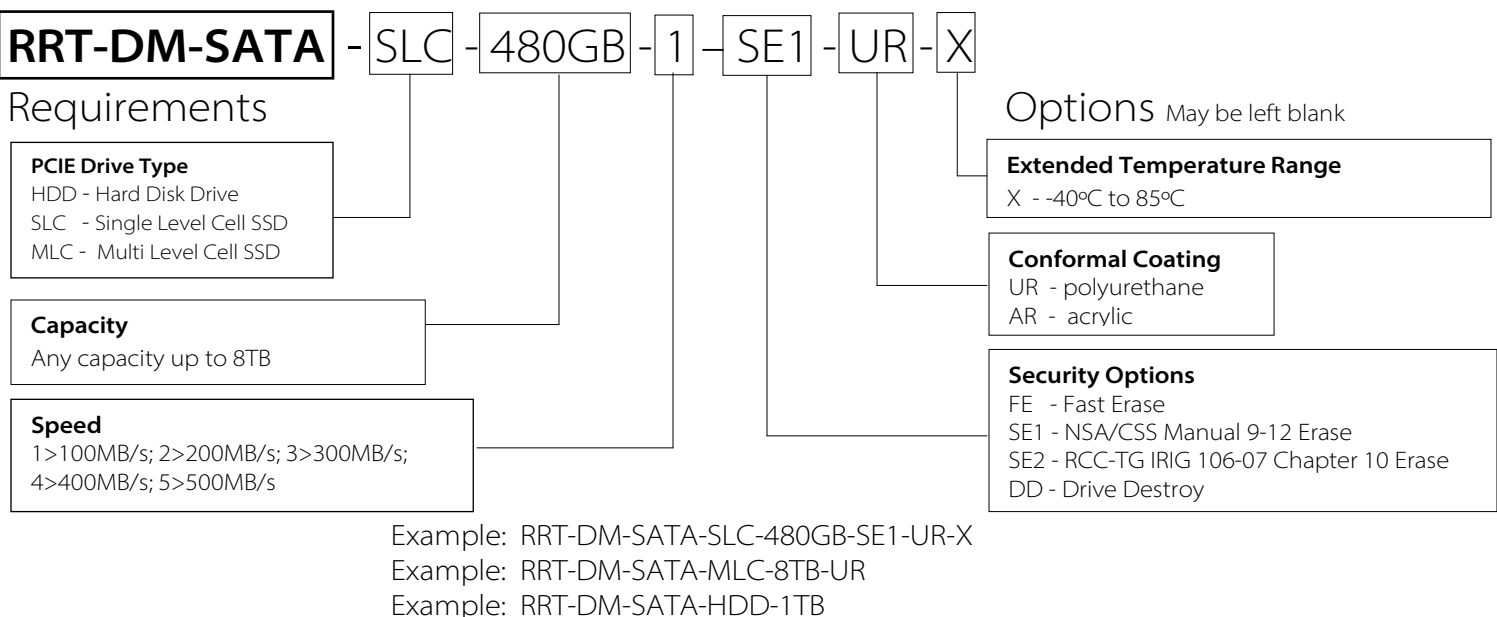 RRT-DM-SATA - SLC - 480GB - 1 – SE1 - UR - X
Requirements
Options May be left blank
PCIE Drive Type
HDD - Hard Disk Drive
SLC - Single Level Cell SSD
MLC - Multi Level Cell SSD
Capacity
Any capacity up to 8TB
Speed
1>100MB/s; 2>200MB/s; 3>300MB/s;
4>400MB/s; 5>500MB/s
Extended Temperature Range
X - -40ºC to 85ºC
Conformal Coating
UR - polyurethane
AR - acrylic
Security Options
FE - Fast Erase
SE1 - NSA/CSS Manual 9-12 Erase
SE2 - RCC-TG IRIG 106-07 Chapter 10 Erase
DD - Drive Destroy
Example: RRT-DM-SATA-SLC-480GB-SE1-UR-X
Example: RRT-DM-SATA-MLC-8TB-UR
Example: RRT-DM-SATA-HDD-1TB